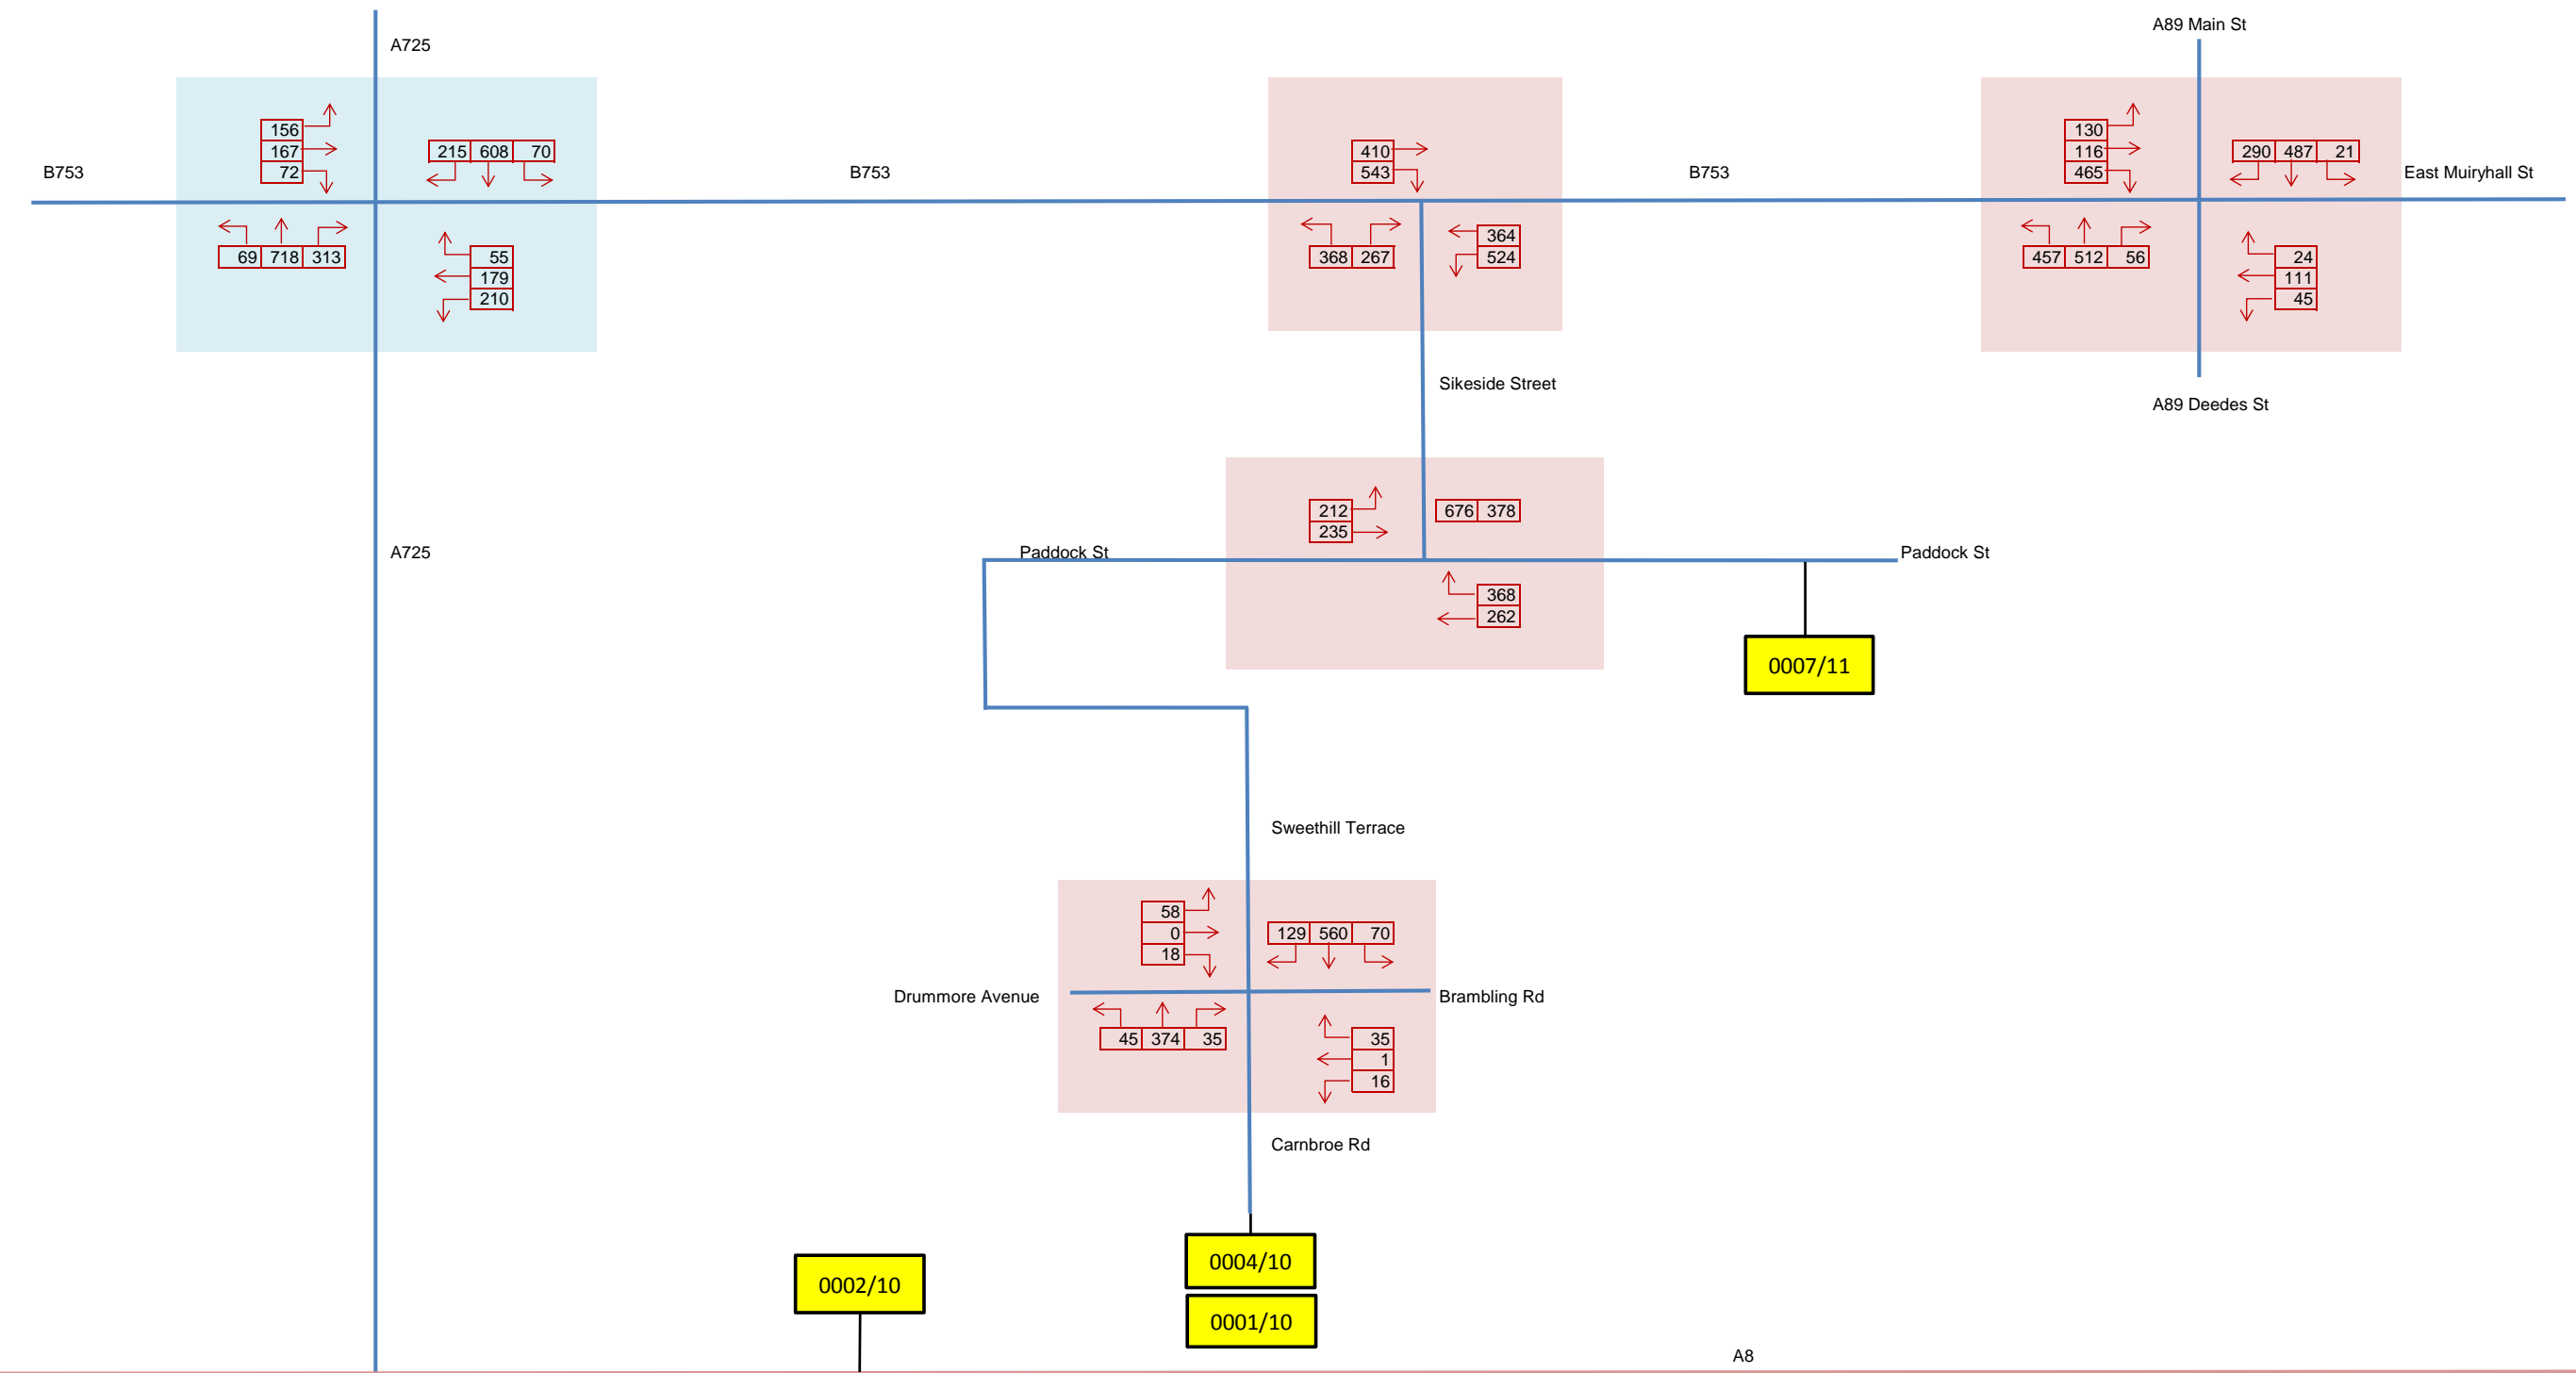 A89 Main St
A725
156
167
72
215 608 70
B753
69 718 313
55
179
210
B753
410
543
368 267
364
524
B753
130
116
465
290 487 21
East Muiryhall St
457 512 56
24
111
45
Sikeside Street
A89 Deedes St
212
235
676 378
A725
Paddock St
Paddock St
368
262
0007/11
Sweethill Terrace
58
0
18
129 560 70
Drummore Avenue
Brambling Rd
45 374 35
35
1
16
Carnbroe Rd
0002/10
0004/10
0001/10
A8